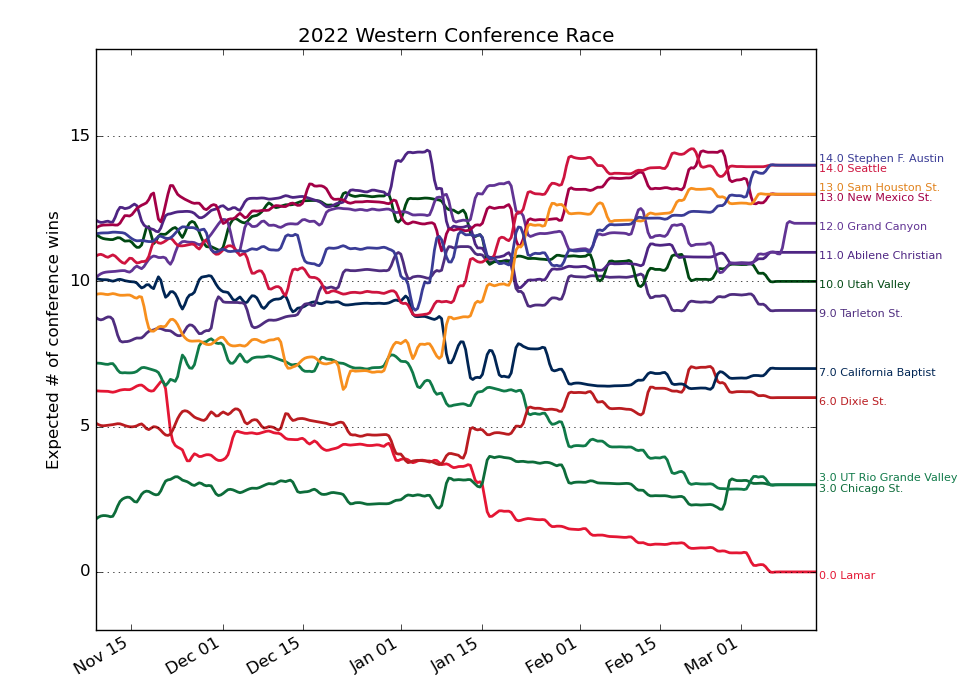 2022 Western Conference Race
Expected # of conference wins
15
10
5
0
14.0 Stephen F. Austin
14.0 Seattle
13.0 Sam Houston St.
13.0 New Mexico St.
12.0 Grand Canyon
11.0 Abilene Christian
10.0 Utah Valley
9.0 Tarleton St.
7.0 California Baptist
6.0 Dixie St.
3.0 UT Rio Grande Valley
3.0 Chicago St.
0.0 Lamar
Nov 15 Dec 01 Dec 15 Jan 01 Jan 15 Feb 01 Feb 15 Mar 01